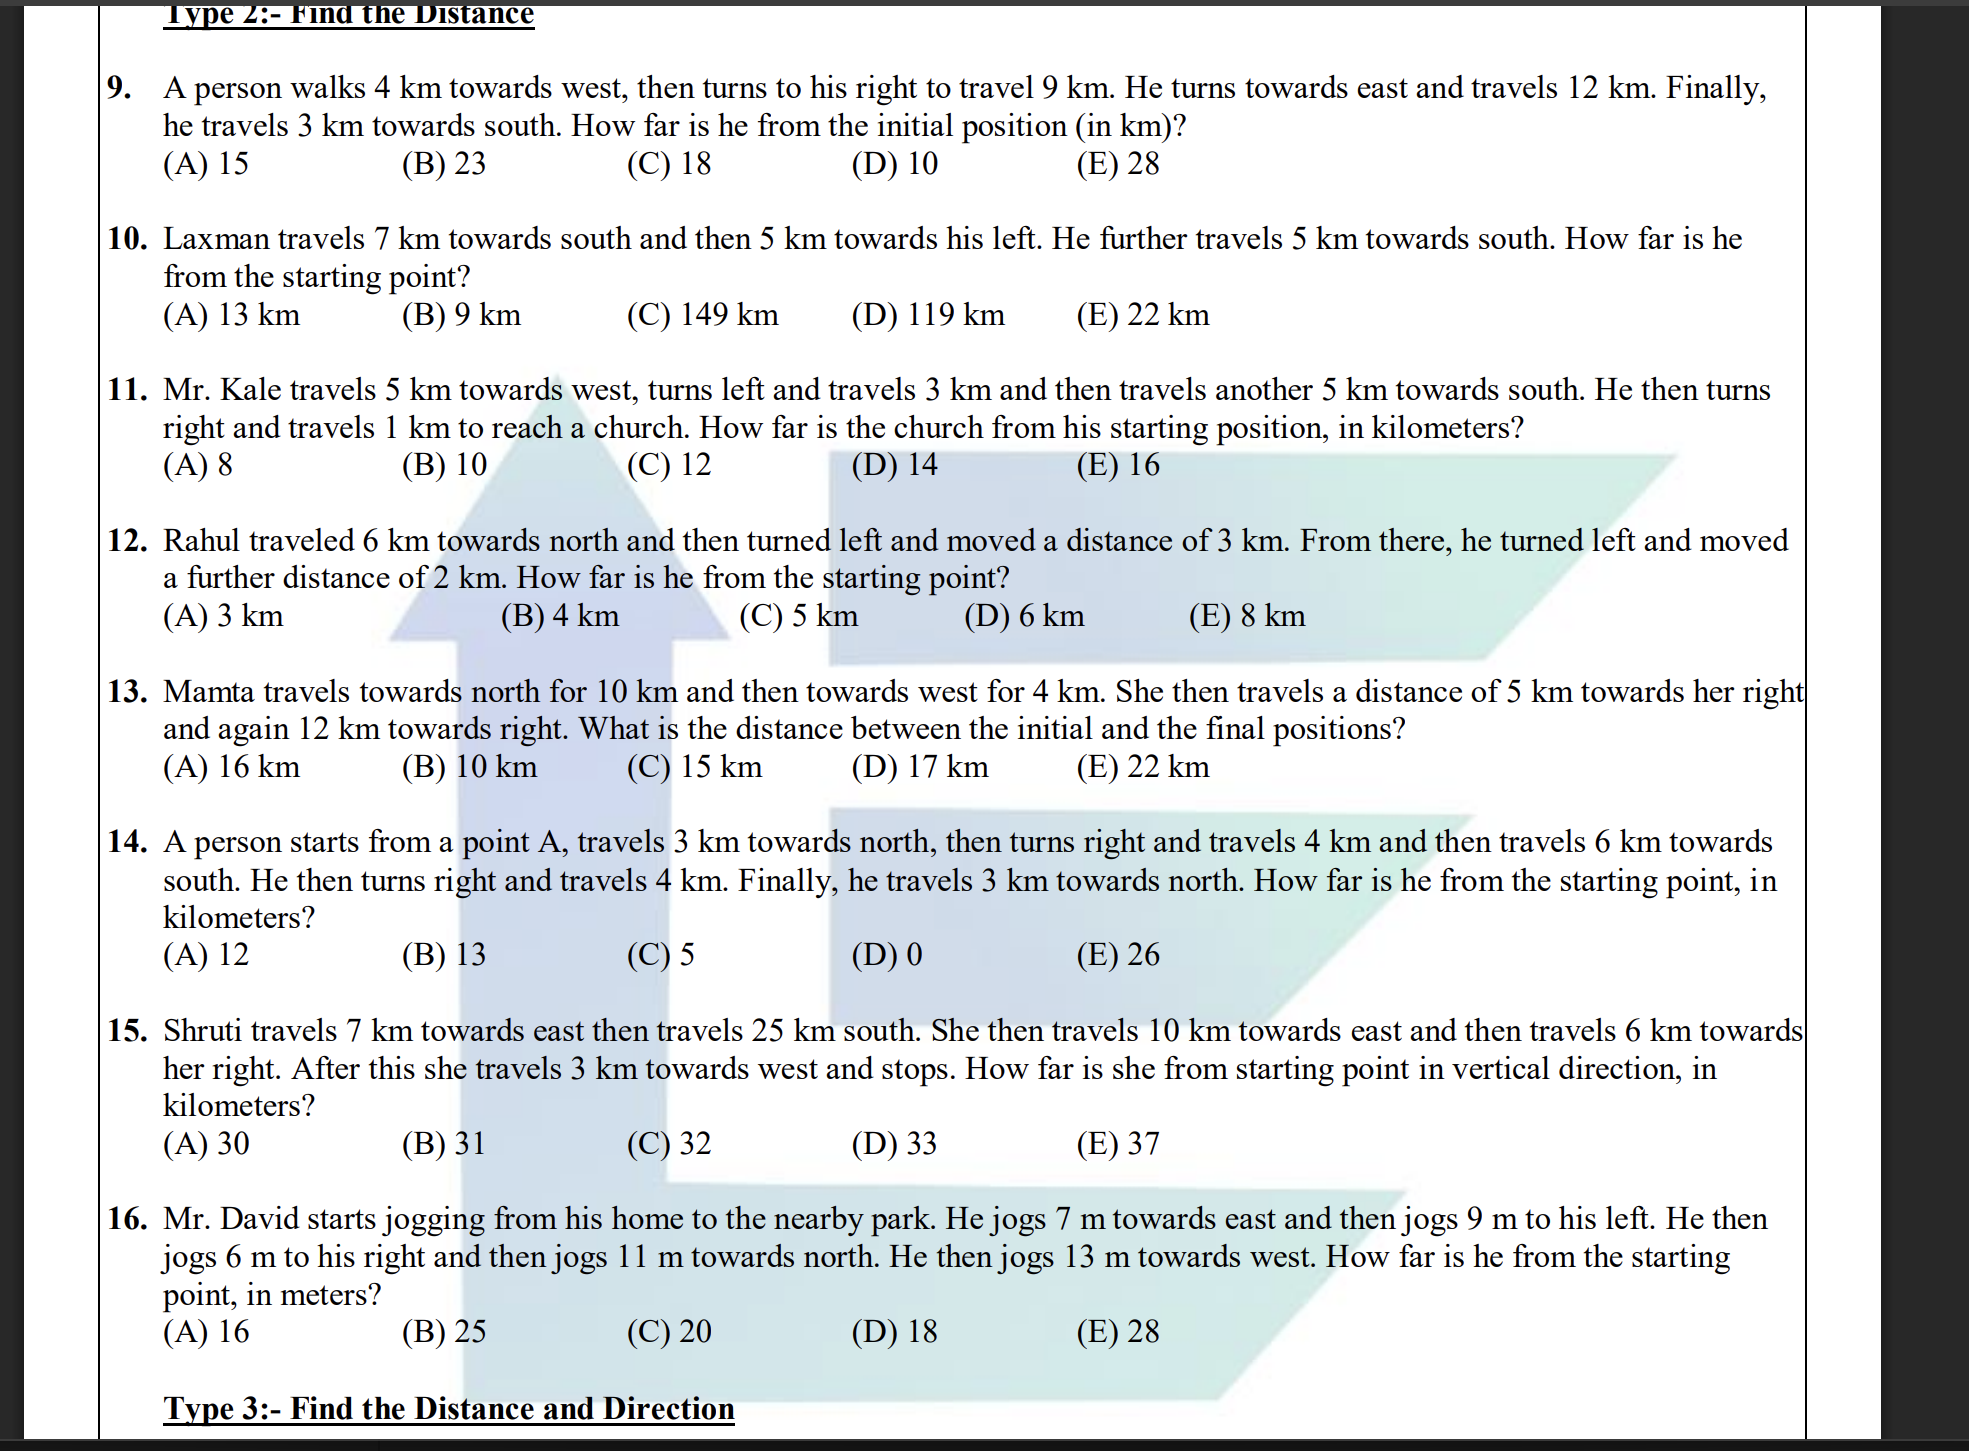 Type 2:- Find the Distance
9. A person walks 4 km towards west, then turns to his right to travel 9 km. He turns towards east and travels 12 km. Finally,
he travels 3 km towards south. How far is he from the initial position (in km)?
(A) 15 (B) 23 (C) 18 (D) 10 (E) 28
10. Laxman travels 7 km towards south and then 5 km towards his left. He further travels 5 km towards south. How far is he
from the starting point?
(A) 13 km (B) 9 km (C) 149 km (D) 119 km (E) 22 km
11. Mr. Kale travels 5 km towards west, turns left and travels 3 km and then travels another 5 km towards south. He then turns
right and travels 1 km to reach a church. How far is the church from his starting position, in kilometers?
(A) 8 (B) 10 (C) 12 (D) 14 (E) 16
12. Rahul traveled 6 km towards north and then turned left and moved a distance of 3 km. From there, he turned left and moved
a further distance of 2 km. How far is he from the starting point?
(A) 3 km (B) 4 km (C) 5 km (D) 6 km (E) 8 km
13. Mamta travels towards north for 10 km and then towards west for 4 km. She then travels a distance of 5 km towards her right
and again 12 km towards right. What is the distance between the initial and the final positions?
(A) 16 km (B) 10 km (C) 15 km (D) 17 km (E) 22 km
14. A person starts from a point A, travels 3 km towards north, then turns right and travels 4 km and then travels 6 km towards
south. He then turns right and travels 4 km. Finally, he travels 3 km towards north. How far is he from the starting point, in
kilometers?
(A) 12 (B) 13 (C) 5 (D) 0 (E) 26
15. Shruti travels 7 km towards east then travels 25 km south. She then travels 10 km towards east and then travels 6 km towards
her right. After this she travels 3 km towards west and stops. How far is she from starting point in vertical direction, in
kilometers?
(A) 30 (B) 31 (C) 32 (D) 33 (E) 37
16. Mr. David starts jogging from his home to the nearby park. He jogs 7 m towards east and then jogs 9 m to his left. He then
jogs 6 m to his right and then jogs 11 m towards north. He then jogs 13 m towards west. How far is he from the starting
point, in meters?
(A) 16 (B) 25 (C) 20 (D) 18 (E) 28
Type 3:- Find the Distance and Direction